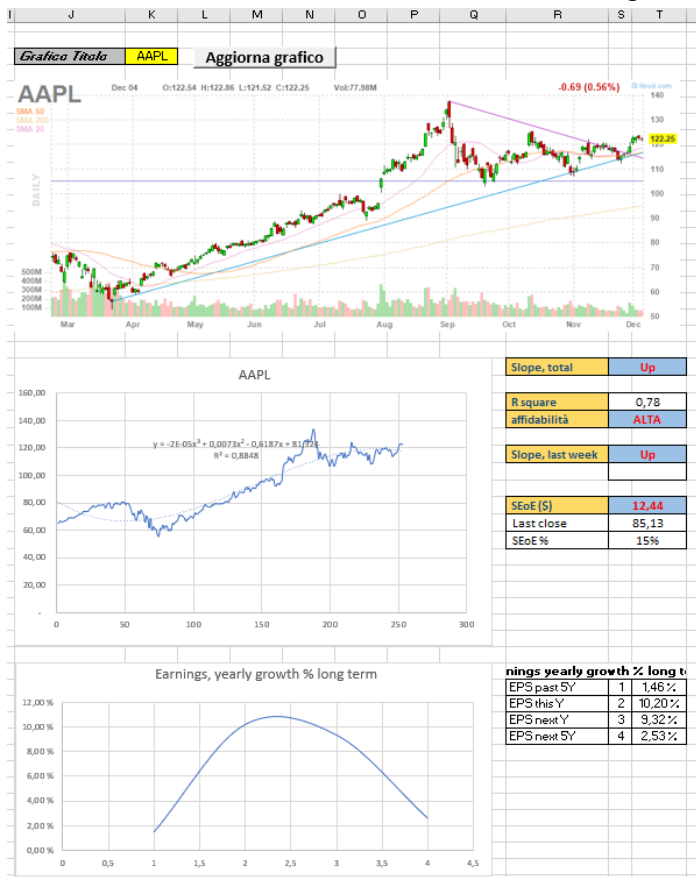 J K L M N O P Q R S T
Grafico Titolo AAPL Aggiorna grafico
AAPL Dec 04 O:122.54 H:122.86 L:121.52 C:122.25 Vol:77.98M -0.69 (0.56%) © finviz.com
SMA 50
SMA 200
SMA 20
140
130
122.25
110
100
90
80
70
60
50
DAILY
500M
400M
300M
200M
100M
Mar Apr May Jun Jul Aug Sep Oct Nov Dec
AAPL
160,00
140,00
120,00
100,00
80,00
60,00
40,00
20,00
-
y = -2E-05x³ + 0,0073x² - 0,6187x + 81,324
R² = 0,8848
0 50 100 150 200 250 300
Slope, total Up
R square 0,78
affidabilità ALTA
Slope, last week Up
SEoE ($) 12,44
Last close 85,13
SEoE % 15%
Earnings, yearly growth % long term
12,00 %
10,00 %
8,00 %
6,00 %
4,00 %
2,00 %
0,00 %
0 0,5 1 1,5 2 2,5 3 3,5 4 4,5
nings yearly growth % long t
EPS past 5Y 1 1,46%
EPS this Y 2 10,20%
EPS next Y 3 9,32%
EPS next 5Y 4 2,53%